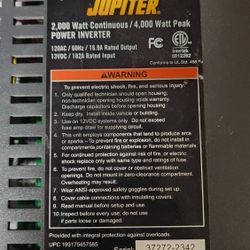 JUPITER
2,000 Watt Continuous / 4,000 Watt Peak
POWER INVERTER
120AC / 60Hz / 16.9A Rated Output
13VDC / 182A Rated Input
FC
ETL
Intertek
Conforms to UL Std. 458
WARNING
To prevent electric shock, fire, and serious injury:
1. Only qualified technician should open housing.
non-technician opening housing voids warranty.
Discharge capacitors before opening housing.
2. Keep dry. Install inside vehicle or building.
3. Use on 12VDC systems only. Do not exceed
fuse amp draw for supplying circuit.
4. This unit employs components that tend to produce arcs
or sparks – To prevent fire or explosion, do not install in
compartments containing batteries or flammable materials.
5. For continued protection against risk of fire, or electric
shock replace only with same type and ratings of fuse.
6. To prevent fire, do not cover or obstruct ventilation
openings. Do not mount in zero-clearance compartment.
Overheating may result.
7. Wear ANSI-approved safety goggles during set up.
8. Cover cable connections with insulating covers.
9. Read manual before setup and use.
10. Inspect before every use; do not use if
parts loose or damaged.
Provided with integral protection against overloads.
UPC 193175457585
Serial: 37272-2342